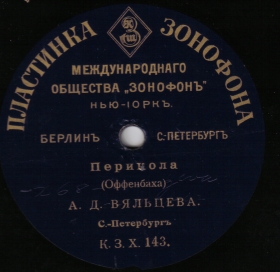 ПЛАСТИНКА ЗОНОФОНА
МЕЖДУНАРОДНАГО
ОБЩЕСТВА „ЗОНОФОНЪ"
НЬЮ-ІОРКЪ.
БЕРЛИНЪ С.-ПЕТЕРБУРГЪ
Перикола
(Оффенбаха)
А. Д. ВЯЛЬЦЕВА.
С.-Петербургъ
К. З. Х. 143.